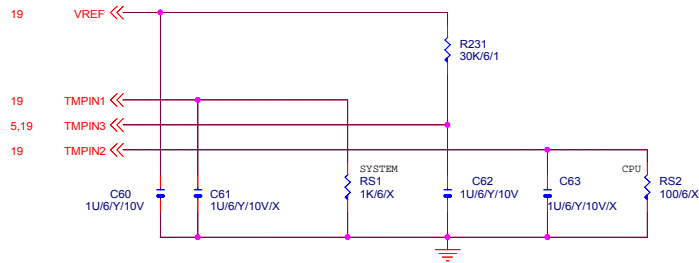 19 VREF
R231
30K/6/1
19 TMPIN1
5,19 TMPIN3
19 TMPIN2
SYSTEM
RS1
1K/6/X
CPU
RS2
100/6/X
C60
1U/6/Y/10V
C61
1U/6/Y/10V/X
C62
1U/6/Y/10V
C63
1U/6/Y/10V/X